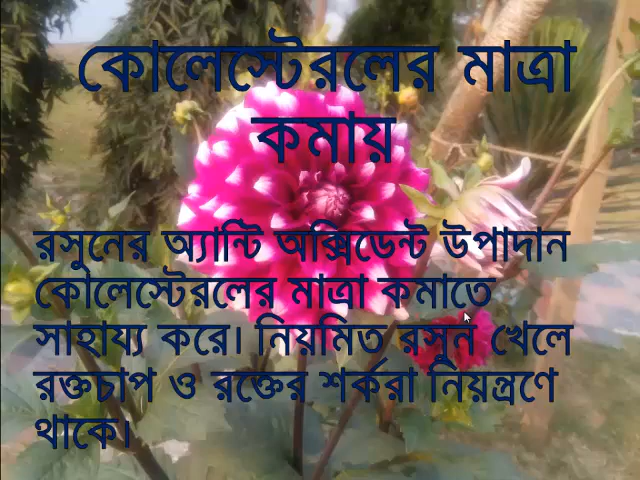 কোলেস্টেরলের মাত্রা
কমায়
রসুনের অ্যান্টি অক্সিডেন্ট উপাদান
কোলেস্টেরলের মাত্রা কমাতে
সাহায্য করে। নিয়মিত রসুন খেলে
রক্তচাপ ও রক্তের শর্করা নিয়ন্ত্রণে
থাকে।